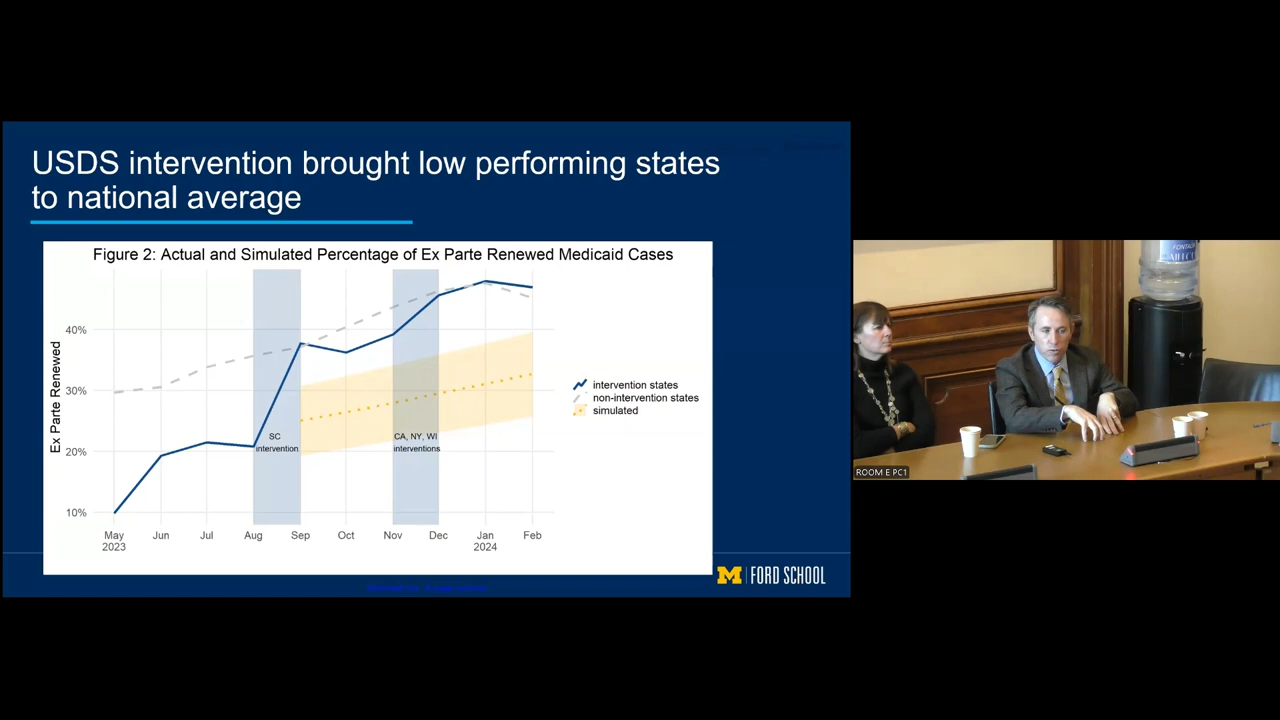 USDS intervention brought low performing states
to national average
Figure 2: Actual and Simulated Percentage of Ex Parte Renewed Medicaid Cases
Ex Parte Renewed
40%
30%
20%
10%
SC
intervention
CA, NY, WI
interventions
intervention states
non-intervention states
simulated
May
2023
Jun
Jul
Aug
Sep
Oct
Nov
Dec
Jan
2024
Feb
M FORD SCHOOL
ROOM E PC1